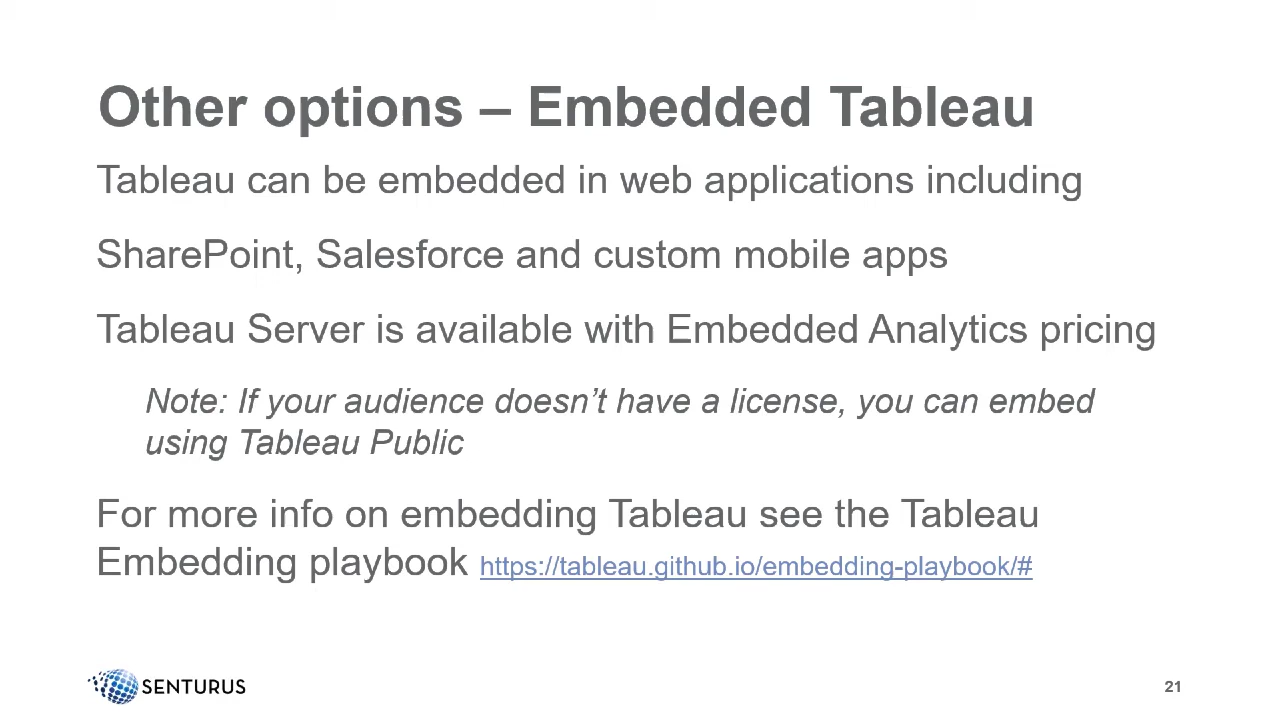 Other options – Embedded Tableau
Tableau can be embedded in web applications including
SharePoint, Salesforce and custom mobile apps
Tableau Server is available with Embedded Analytics pricing
Note: If your audience doesn’t have a license, you can embed
using Tableau Public
For more info on embedding Tableau see the Tableau
Embedding playbook https://tableau.github.io/embedding-playbook/#
SENTURUS
21